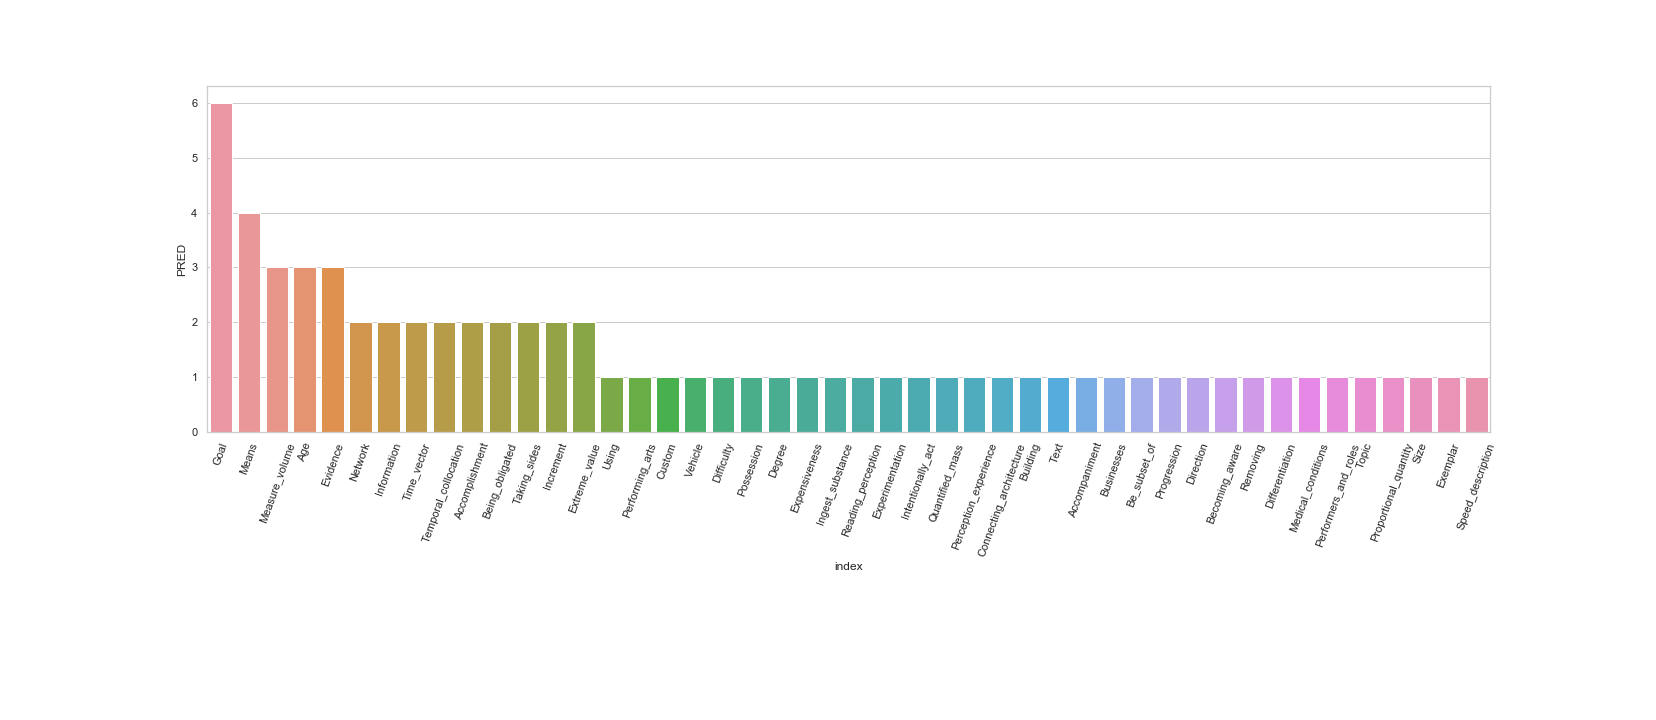 6
5
4
3
2
1
0
PRED
Goal
Means
Measure_volume
Age
Evidence
Network
Information
Time_vector
Temporal_collocation
Accomplishment
Being_obligated
Taking_sides
Increment
Extreme_value
Using
Performing_arts
Custom
Vehicle
Difficulty
Possession
Degree
Expensiveness
Ingest_substance
Reading_perception
Experimentation
Intentionally_act
Quantified_mass
Perception_experience
Connecting_architecture
Building
Text
Accompaniment
Businesses
Be_subset_of
Progression
Direction
Becoming_aware
Removing
Differentiation
Medical_conditions
Performers_and_roles
Topic
Proportional_quantity
Size
Exemplar
Speed_description
index